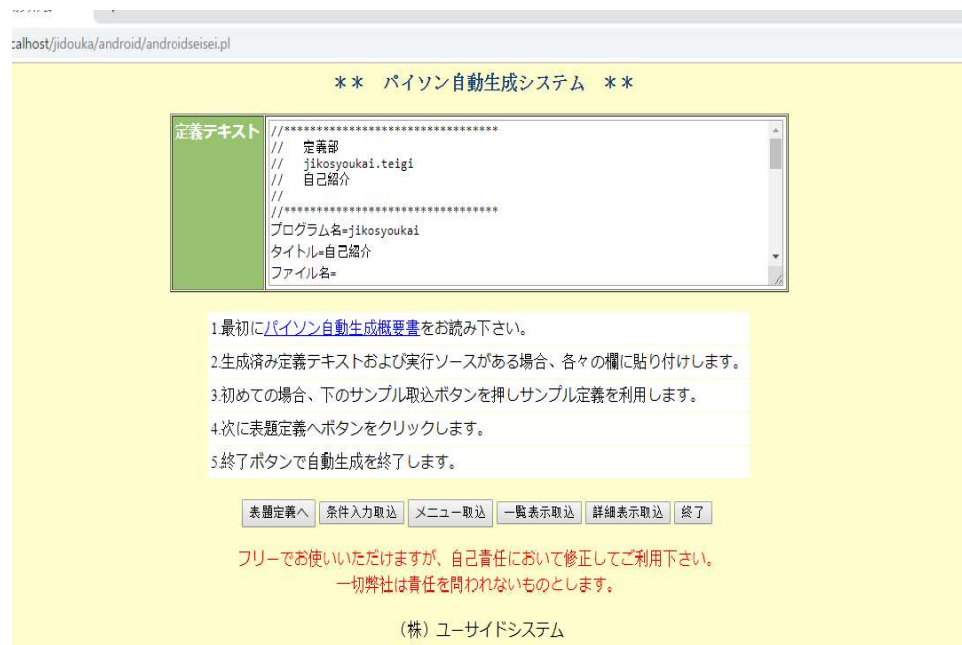 calhost/jidouka/android/androidseisei.pl
** パイソン自動生成システム **
定義テキスト
//*********************************
// 定義部
// jikosyoukai.teigi
// 自己紹介
//
//*********************************
プログラム名=jikosyoukai
タイトル=自己紹介
ファイル名=
1.最初にパイソン自動生成概要書をお読み下さい。
2.生成済み定義テキストおよび実行ソースがある場合、各々の欄に貼り付けします。
3.初めての場合、下のサンプル取込ボタンを押しサンプル定義を利用します。
4.次に表題定義へボタンをクリックします。
5.終了ボタンで自動生成を終了します。
表題定義へ 条件入力取込 メニュー取込 一覧表示取込 詳細表示取込 終了
フリーでお使いいただけますが、自己責任において修正してご利用下さい。
一切弊社は責任を問われないものとします。
（株）ユーサイドシステム